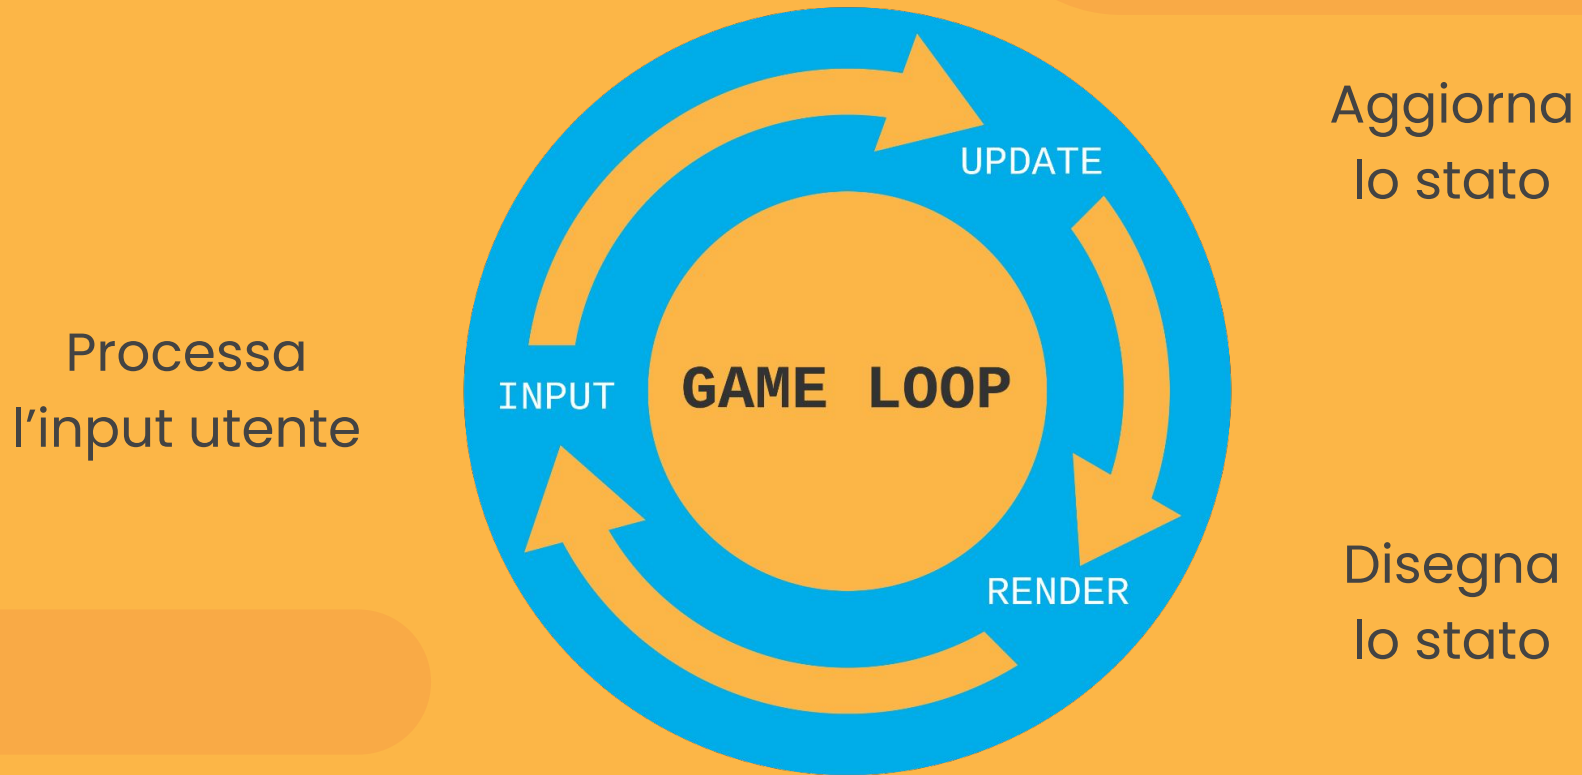 Aggiorna
lo stato
UPDATE
Processa
l’input utente
INPUT
GAME LOOP
RENDER
Disegna
lo stato